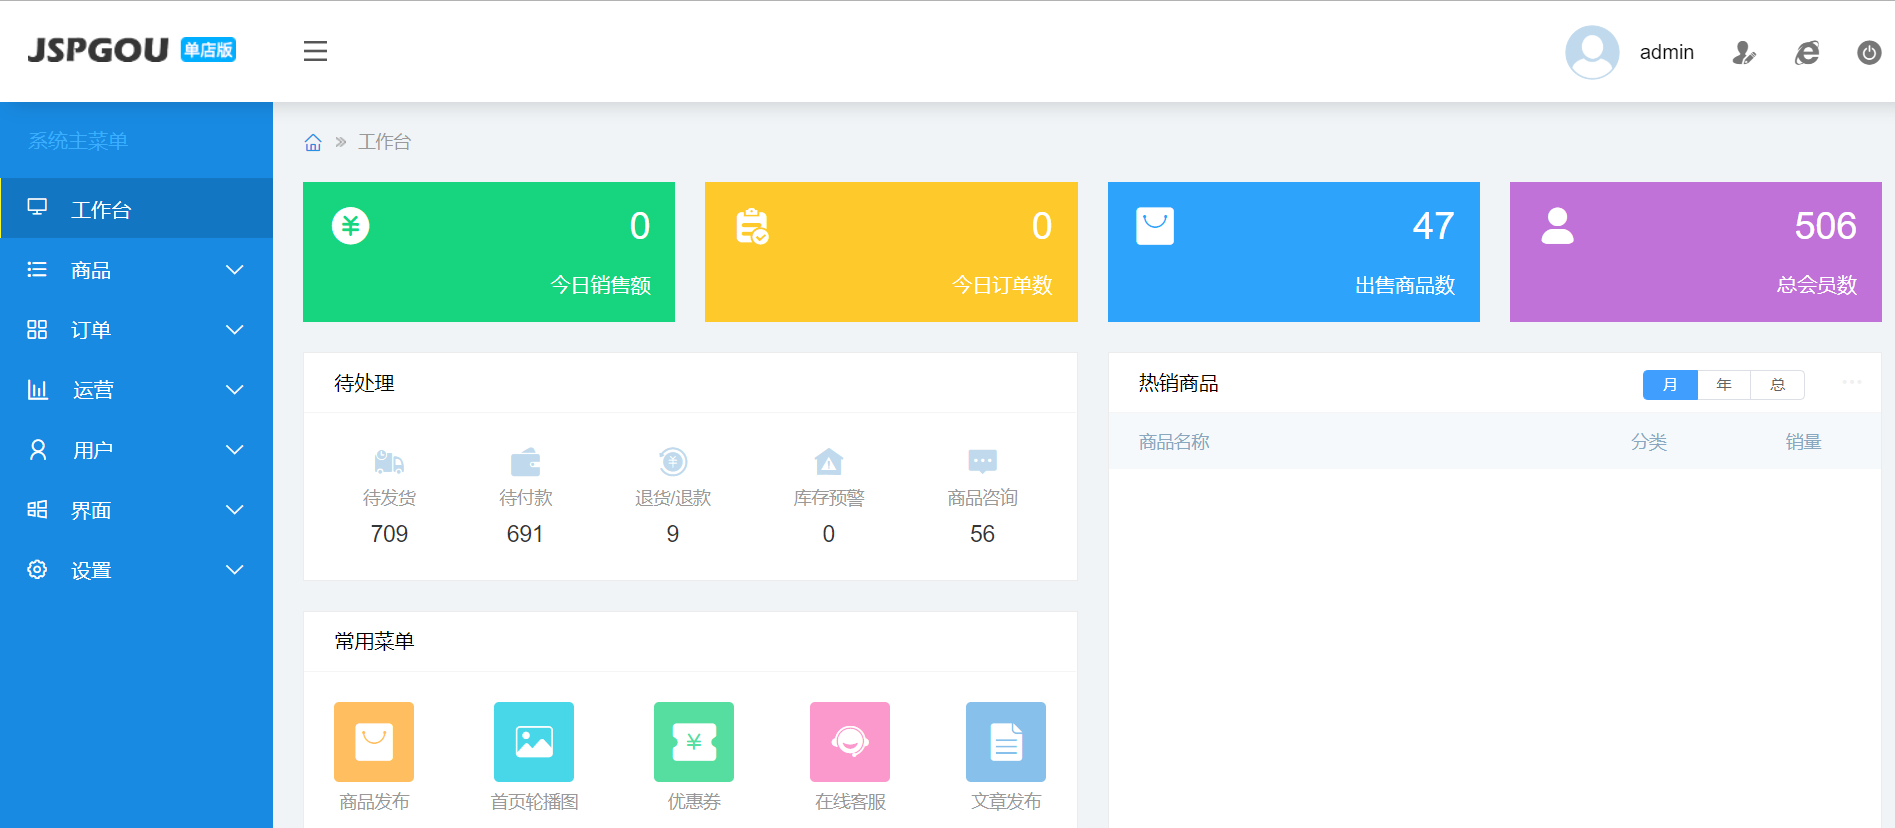 JSPGOU 单店版
admin
系统主菜单
工作台
商品
订单
运营
用户
界面
设置
工作台
0
今日销售额
0
今日订单数
47
出售商品数
506
总会员数
待处理
待发货 待付款 退货/退款 库存预警 商品咨询
709 691 9 0 56
热销商品
月 年 总
商品名称 分类 销量
常用菜单
商品发布 首页轮播图 优惠券 在线客服 文章发布